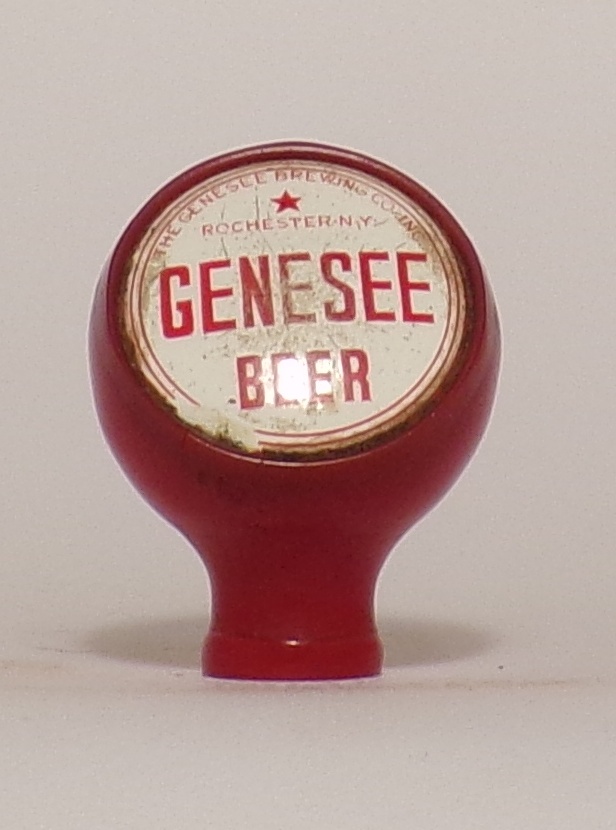 THE GENESEE BREWING CO. INC.
ROCHESTER N.Y.
GENESEE
BEER